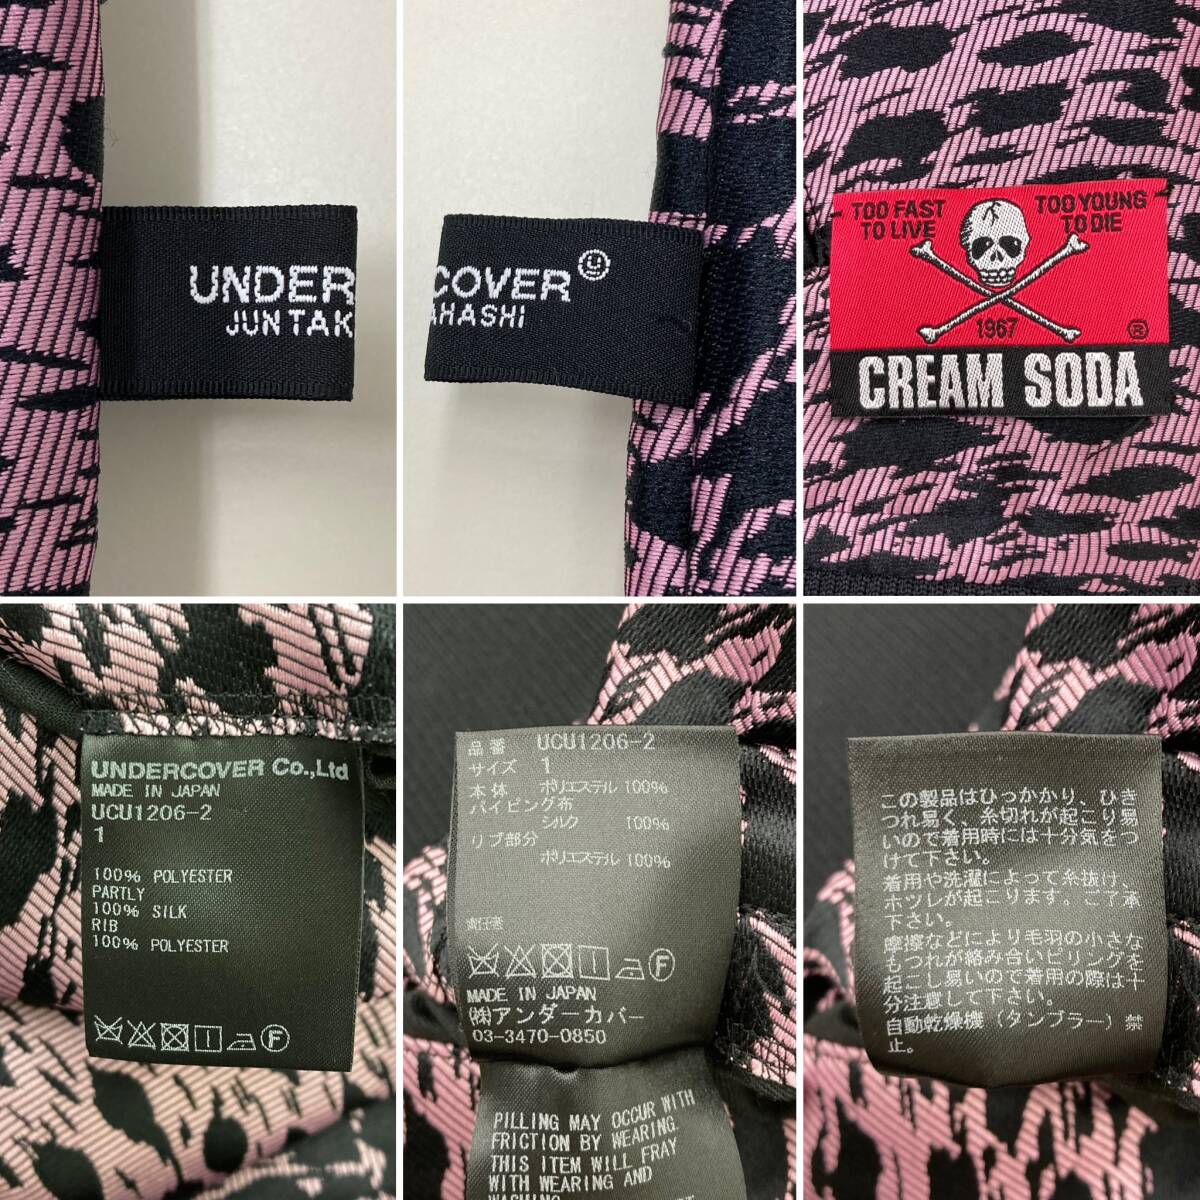 UNDER
JUN TAK
COVER
AHASHi
TOO FAST
TO LIVE
TOO YOUNG
TO DIE
1967
®
CREAM SODA
UNDERCOVER Co.,Ltd
MADE IN JAPAN
UCU1206-2
1
100% POLYESTER
PARTLY
100% SILK
RIB
100% POLYESTER
F
品番 UCU1206-2
サイズ 1
本体 ポリエステル 100%
パイピング布
シルク 100%
リブ部分
ポリエステル 100%
F
MADE IN JAPAN
㈱アンダーカバー
03-3470-0850
PILLING MAY OCCUR WITH
FRICTION BY WEARING.
THIS ITEM WILL FRAY
WITH WEARING AND
WASHING
この製品はひっかかり、ひき
つれ易く、糸切れが起こり易
いので着用時には十分気をつ
けて下さい。
着用や洗濯によって糸抜け、
ホツレが起こります。ご了承
下さい。
摩擦などにより毛羽の小さな
もつれが絡み合いピリングを
起こし易いので着用の際は十
分注意して下さい。
自動乾燥機（タンブラー）禁
止。